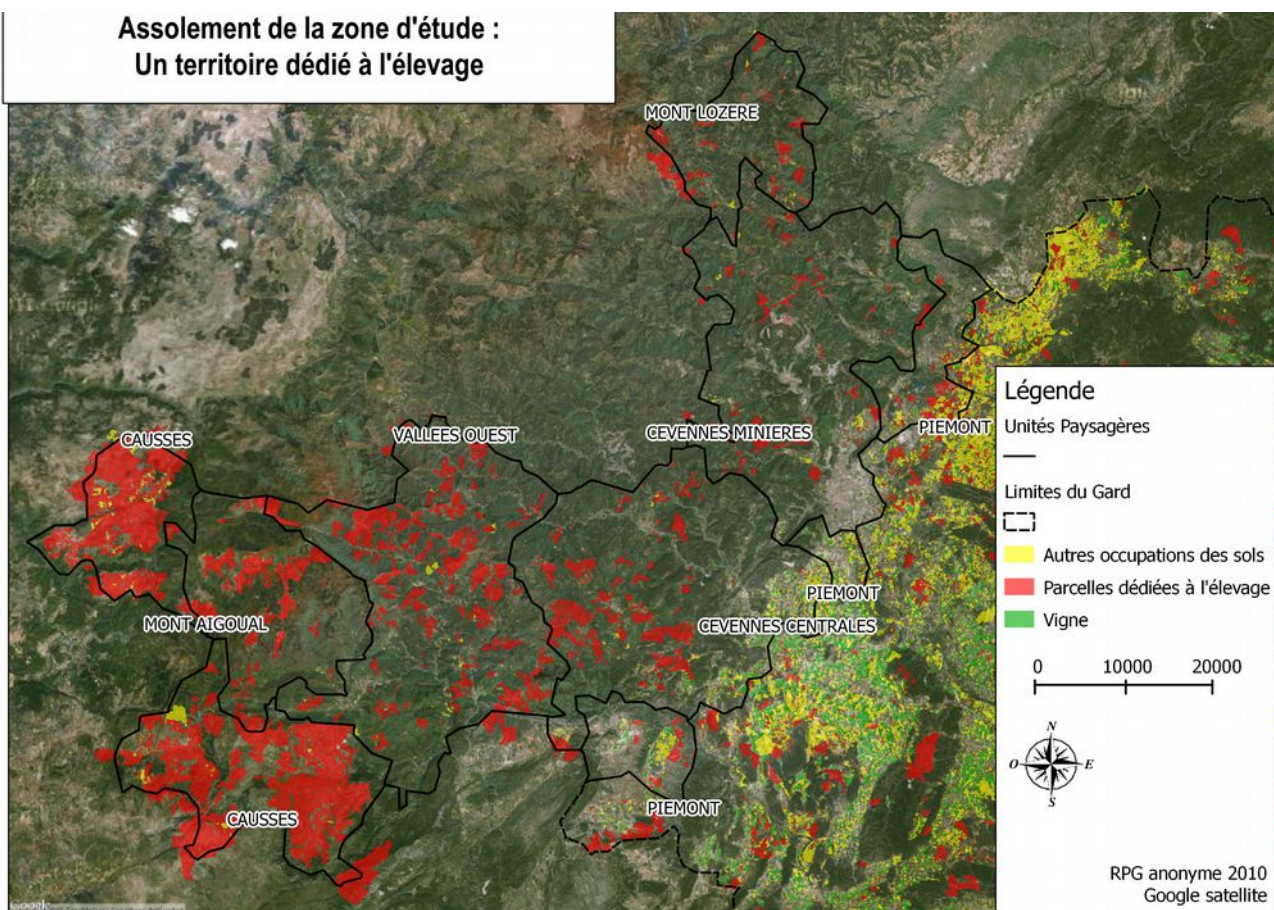 Assolement de la zone d'étude :
Un territoire dédié à l'élevage
MONT LOZERE
CAUSSES
VALLEES OUEST
CEVENNES MINIERES
PIEMONT
PIEMONT
MONT AIGOUAL
CEVENNES CENTRALES
CAUSSES
PIEMONT
Légende
Unités Paysagères
Limites du Gard
Autres occupations des sols
Parcelles dédiées à l'élevage
Vigne
0 10000 20000
N
O E
S
RPG anonyme 2010
Google satellite
Google